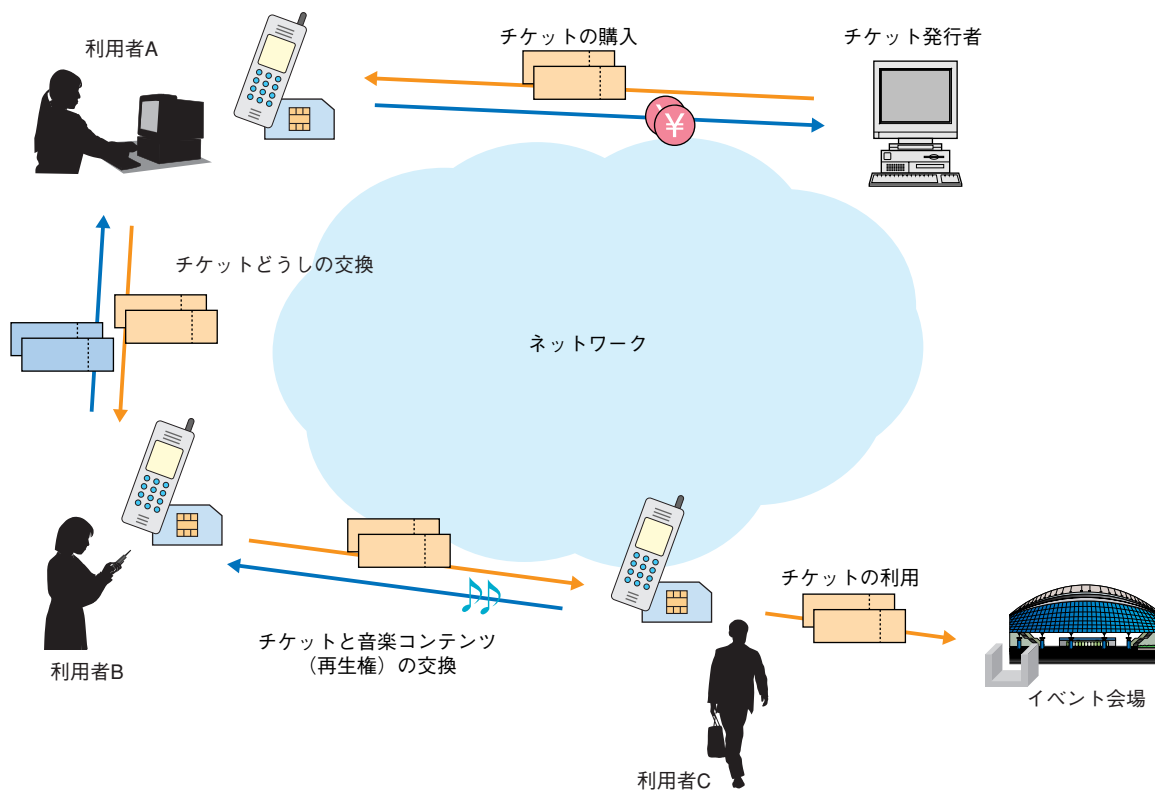 チケットの購入
チケット発行者
利用者A
¥
チケットどうしの交換
ネットワーク
チケットの利用
チケットと音楽コンテンツ
（再生権）の交換
利用者B
イベント会場
利用者C